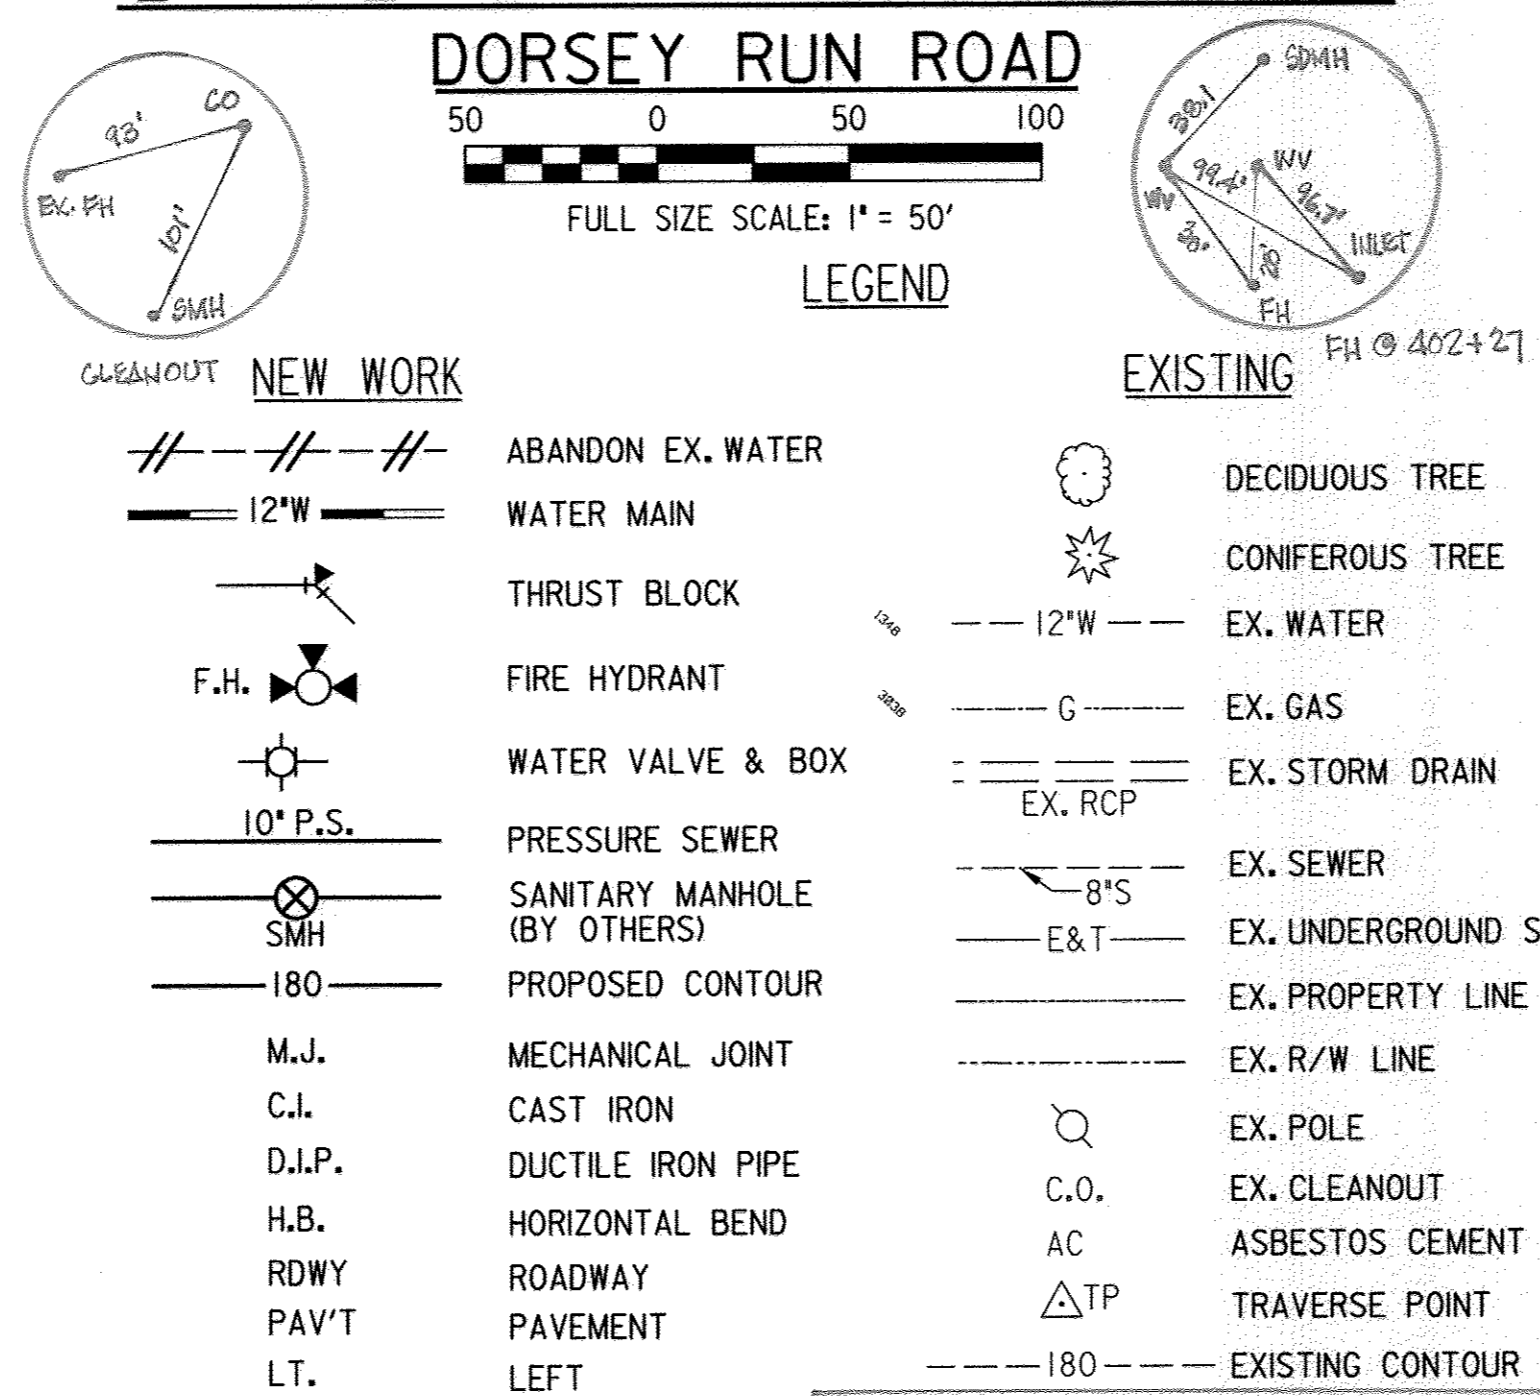 DORSEY RUN ROAD
50 0 50 100
FULL SIZE SCALE: 1" = 50'
LEGEND
CO
93'
EX. FH
101'
SMH
CLEANOUT
SDMH
38.1
WV
99.4'
WV
96.7'
INLET
20'
FH
FH @ 402+27
NEW WORK
ABANDON EX. WATER
12"W WATER MAIN
THRUST BLOCK
F.H. FIRE HYDRANT
WATER VALVE & BOX
10" P.S. PRESSURE SEWER
SANITARY MANHOLE
SMH (BY OTHERS)
180 PROPOSED CONTOUR
M.J. MECHANICAL JOINT
C.I. CAST IRON
D.I.P. DUCTILE IRON PIPE
H.B. HORIZONTAL BEND
RDWY ROADWAY
PAV'T PAVEMENT
LT. LEFT
EXISTING
DECIDUOUS TREE
CONIFEROUS TREE
1348
12"W EX. WATER
3038
G EX. GAS
EX. STORM DRAIN
EX. RCP
EX. SEWER
8"S
E&T EX. UNDERGROUND S
EX. PROPERTY LINE
EX. R/W LINE
EX. POLE
C.O. EX. CLEANOUT
AC ASBESTOS CEMENT
TP TRAVERSE POINT
180 EXISTING CONTOUR